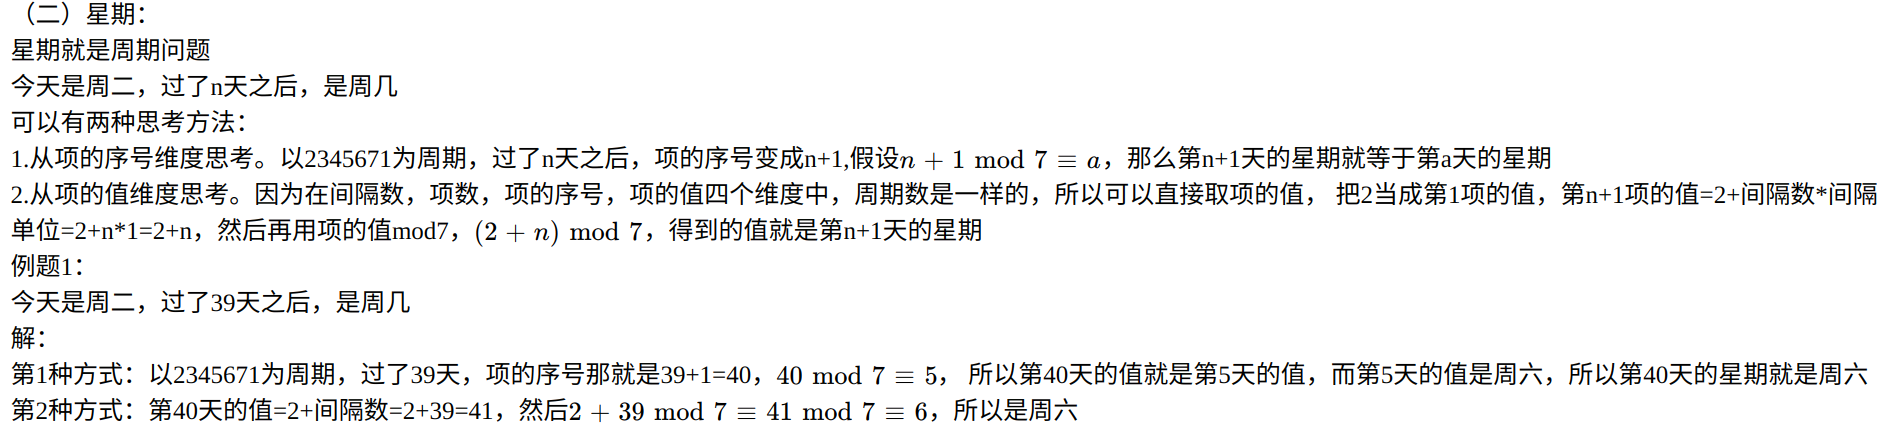 （二）星期：
星期就是周期问题
今天是周二，过了n天之后，是周几
可以有两种思考方法：
1.从项的序号维度思考。以2345671为周期，过了n天之后，项的序号变成n+1,假设n + 1 mod 7 ≡ a，那么第n+1天的星期就等于第a天的星期
2.从项的值维度思考。因为在间隔数，项数，项的序号，项的值四个维度中，周期数是一样的，所以可以直接取项的值， 把2当成第1项的值，第n+1项的值=2+间隔数*间隔
单位=2+n*1=2+n，然后再用项的值mod7，(2 + n) mod 7，得到的值就是第n+1天的星期
例题1：
今天是周二，过了39天之后，是周几
解：
第1种方式：以2345671为周期，过了39天，项的序号那就是39+1=40，40 mod 7 ≡ 5， 所以第40天的值就是第5天的值，而第5天的值是周六，所以第40天的星期就是周六
第2种方式：第40天的值=2+间隔数=2+39=41，然后2 + 39 mod 7 ≡ 41 mod 7 ≡ 6，所以是周六